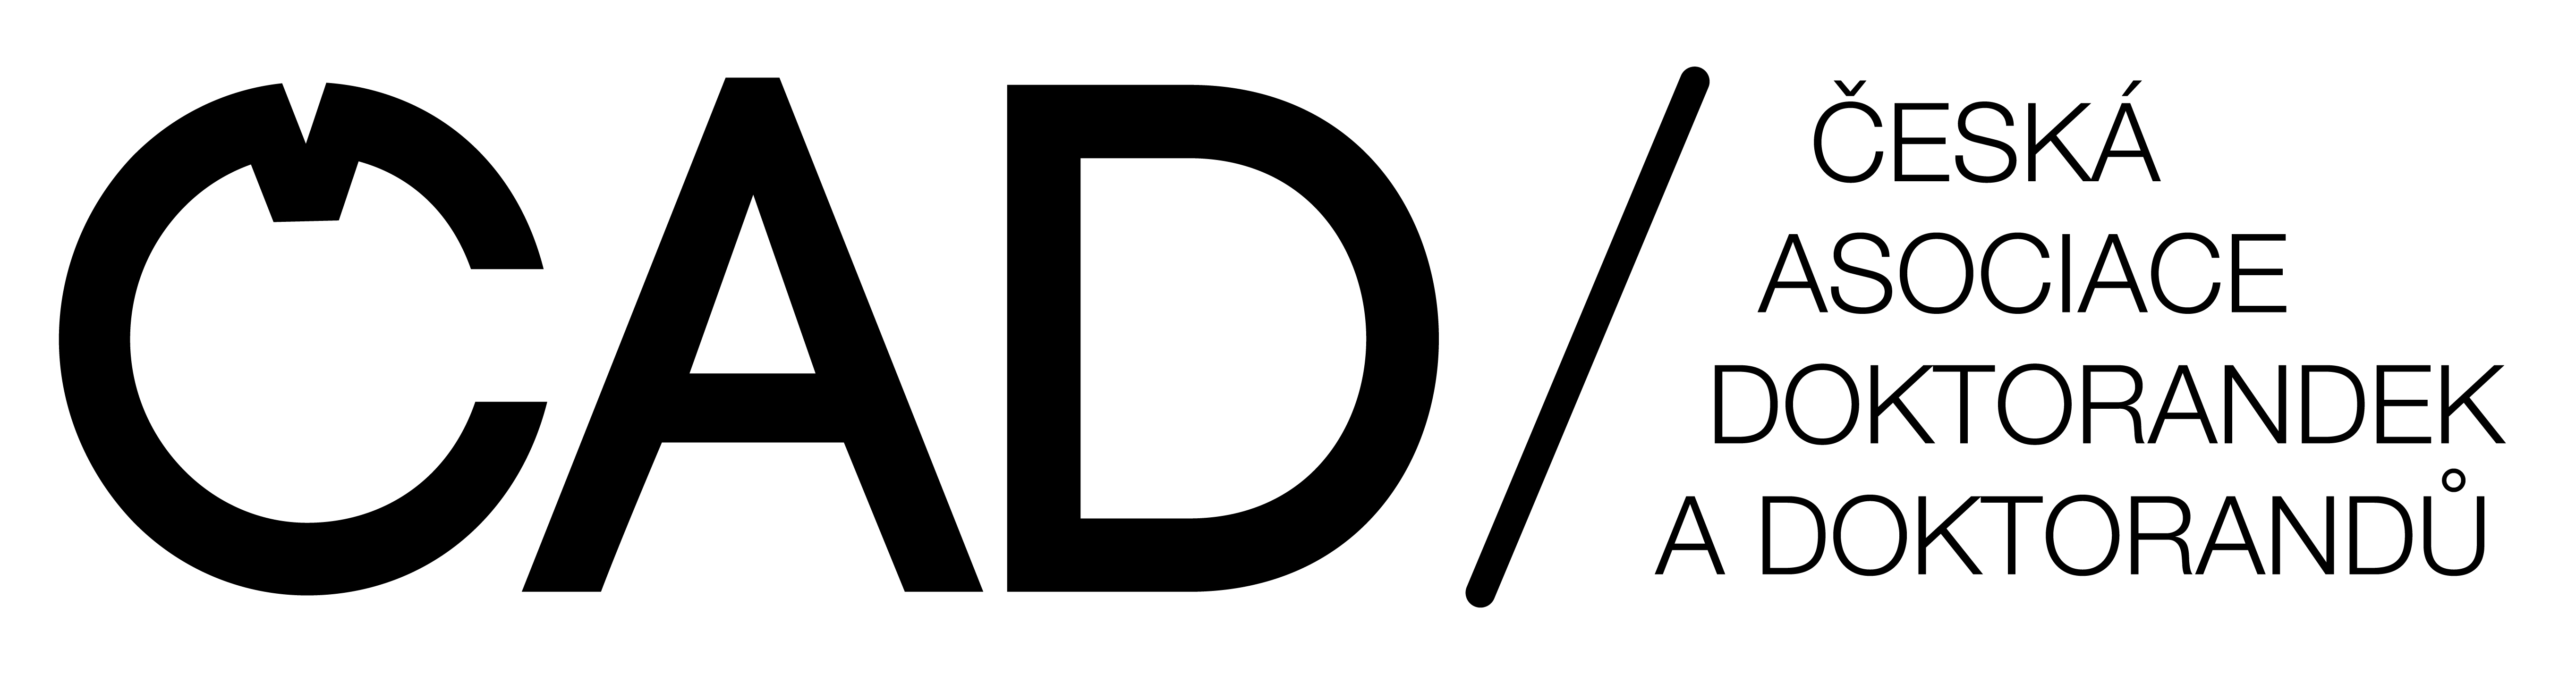 ČAD
ČESKÁ
ASOCIACE
DOKTORANDEK
A DOKTORANDŮ